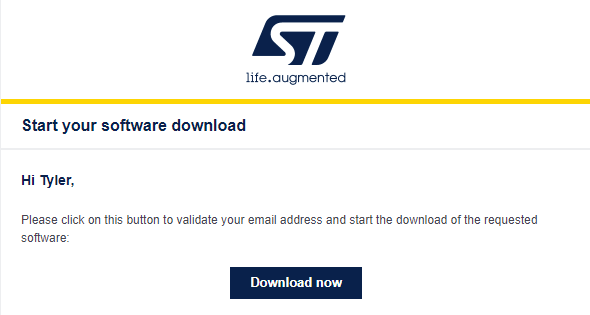 ST
life.augmented
Start your software download
Hi Tyler,
Please click on this button to validate your email address and start the download of the requested
software:
Download now